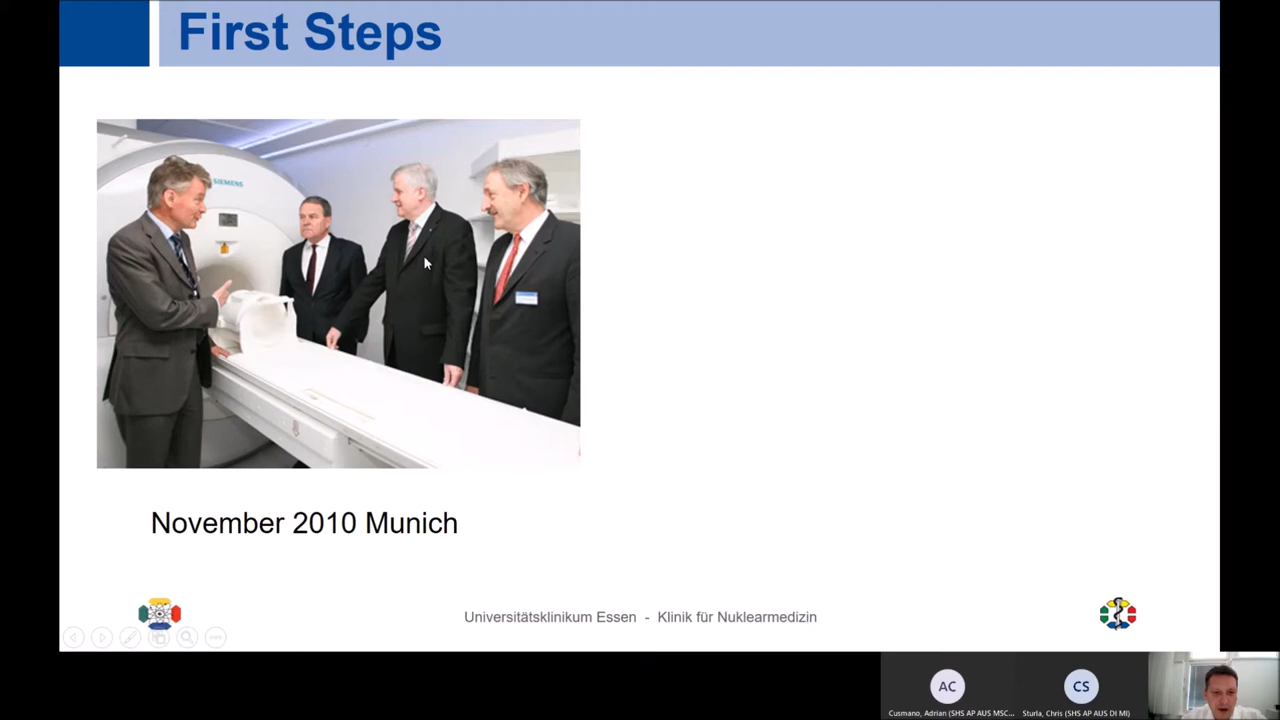 First Steps
SIEMENS
November 2010 Munich
Universitätsklinikum Essen - Klinik für Nuklearmedizin
AC
CS
Cusmano, Adrian (SHS AP AUS MSC...
Sturla, Chris (SHS AP AUS DI MI)